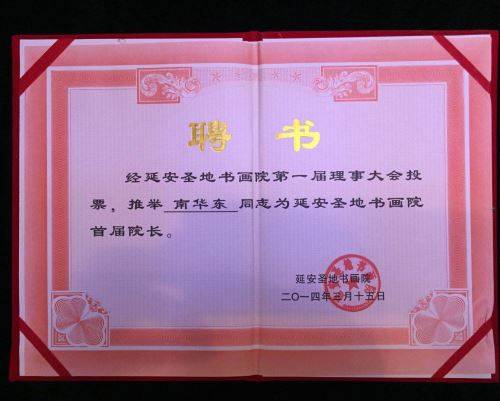 聘书
经延安圣地书画院第一届理事大会投
票，推举 南华东 同志为延安圣地书画院
首届院长。
延安圣地书画院
二〇一四年三月十五日